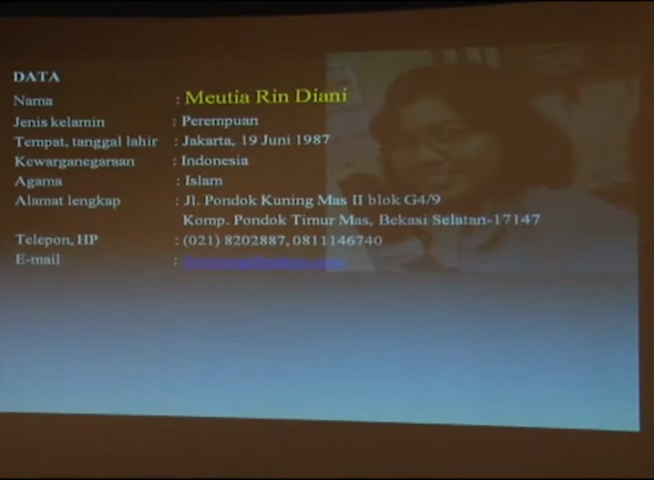 DATA
Nama : Meutia Rin Diani
Jenis kelamin : Perempuan
Tempat, tanggal lahir : Jakarta, 19 Juni 1987
Kewarganegaraan : Indonesia
Agama : Islam
Alamat lengkap : Jl. Pondok Kuning Mas II blok G4/9
Komp. Pondok Timur Mas, Bekasi Selatan-17147
Telepon, HP : (021) 8202887, 0811146740
E-mail :